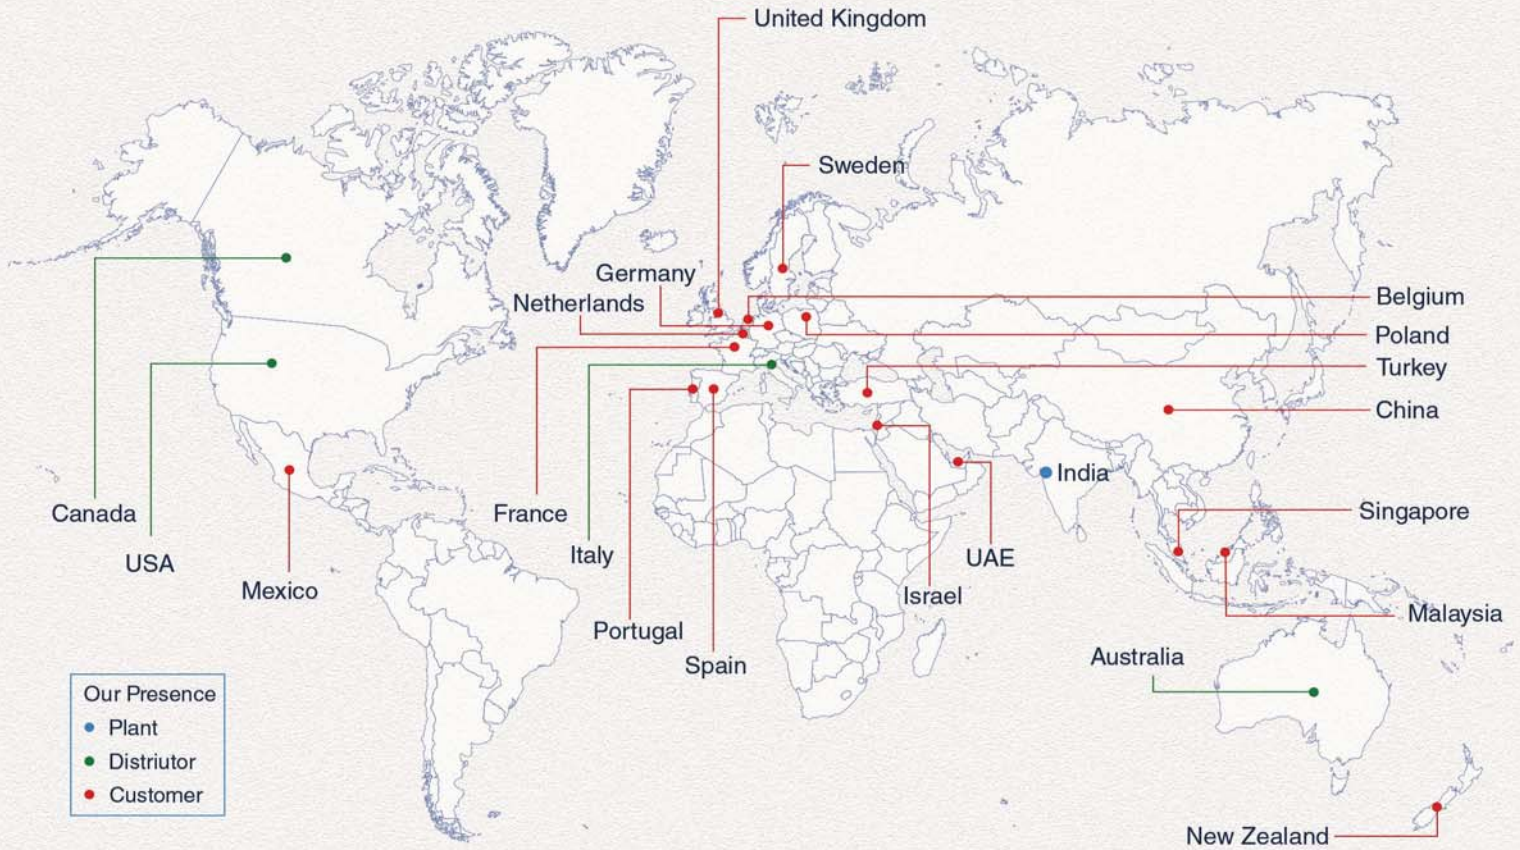 United Kingdom
Sweden
Germany
Netherlands
Belgium
Poland
Turkey
China
India
Canada
France
Singapore
USA
Italy
UAE
Mexico
Israel
Malaysia
Portugal
Spain
Australia
Our Presence
Plant
Distriutor
Customer
New Zealand